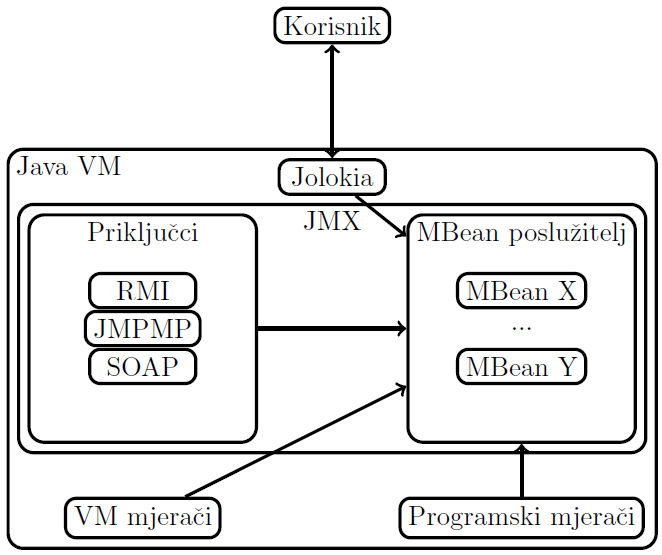 Korisnik
Java VM
Jolokia
JMX
Priključci
MBean poslužitelj
RMI
JMPMP
SOAP
MBean X
...
MBean Y
VM mjerači
Programski mjerači